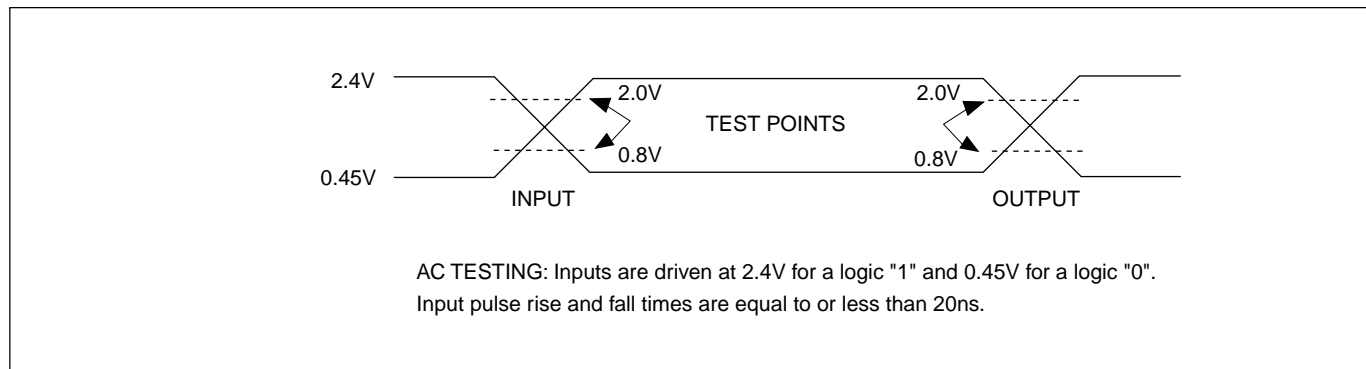 2.4V
2.0V
2.0V
TEST POINTS
0.8V
0.8V
0.45V
INPUT
OUTPUT
AC TESTING: Inputs are driven at 2.4V for a logic "1" and 0.45V for a logic "0".
Input pulse rise and fall times are equal to or less than 20ns.